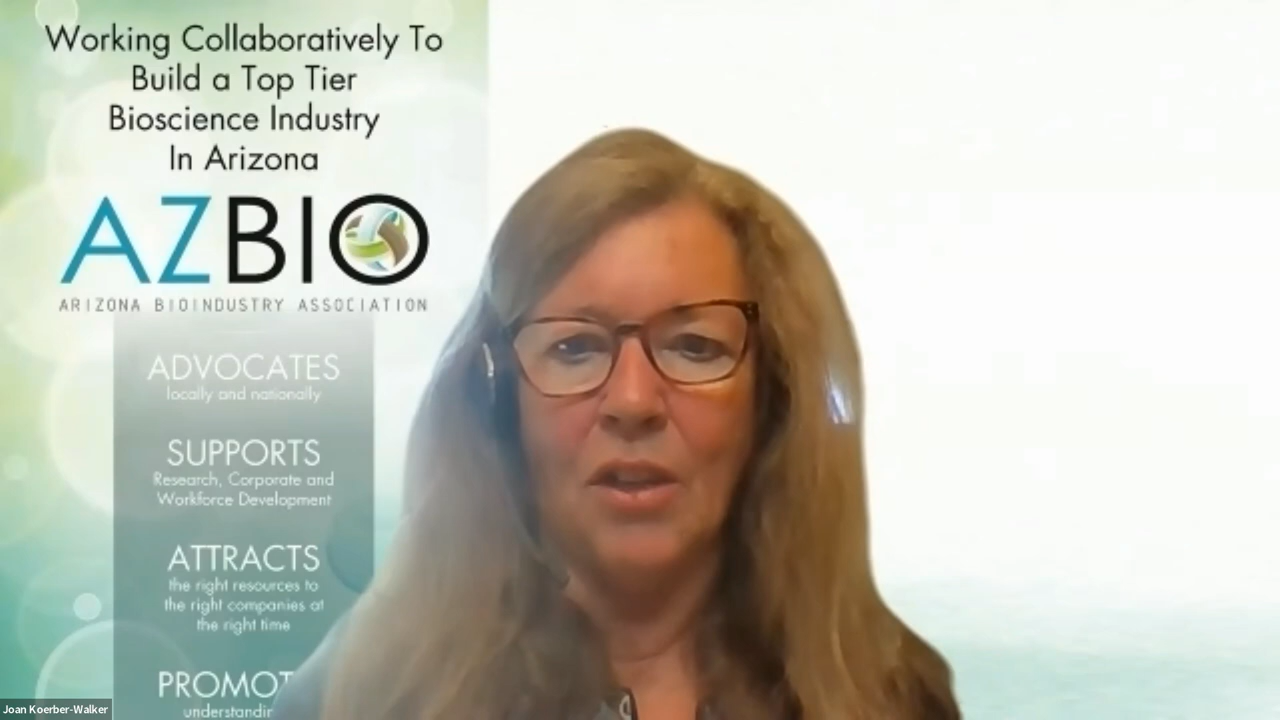 Working Collaboratively To
Build a Top Tier
Bioscience Industry
In Arizona
AZBIO
ARIZONA BIOINDUSTRY ASSOCIATION
ADVOCATES
locally and nationally
SUPPORTS
Research, Corporate and
Workforce Development
ATTRACTS
the right resources to
the right companies at
the right time
PROMOT
understandin
Joan Koerber-Walker